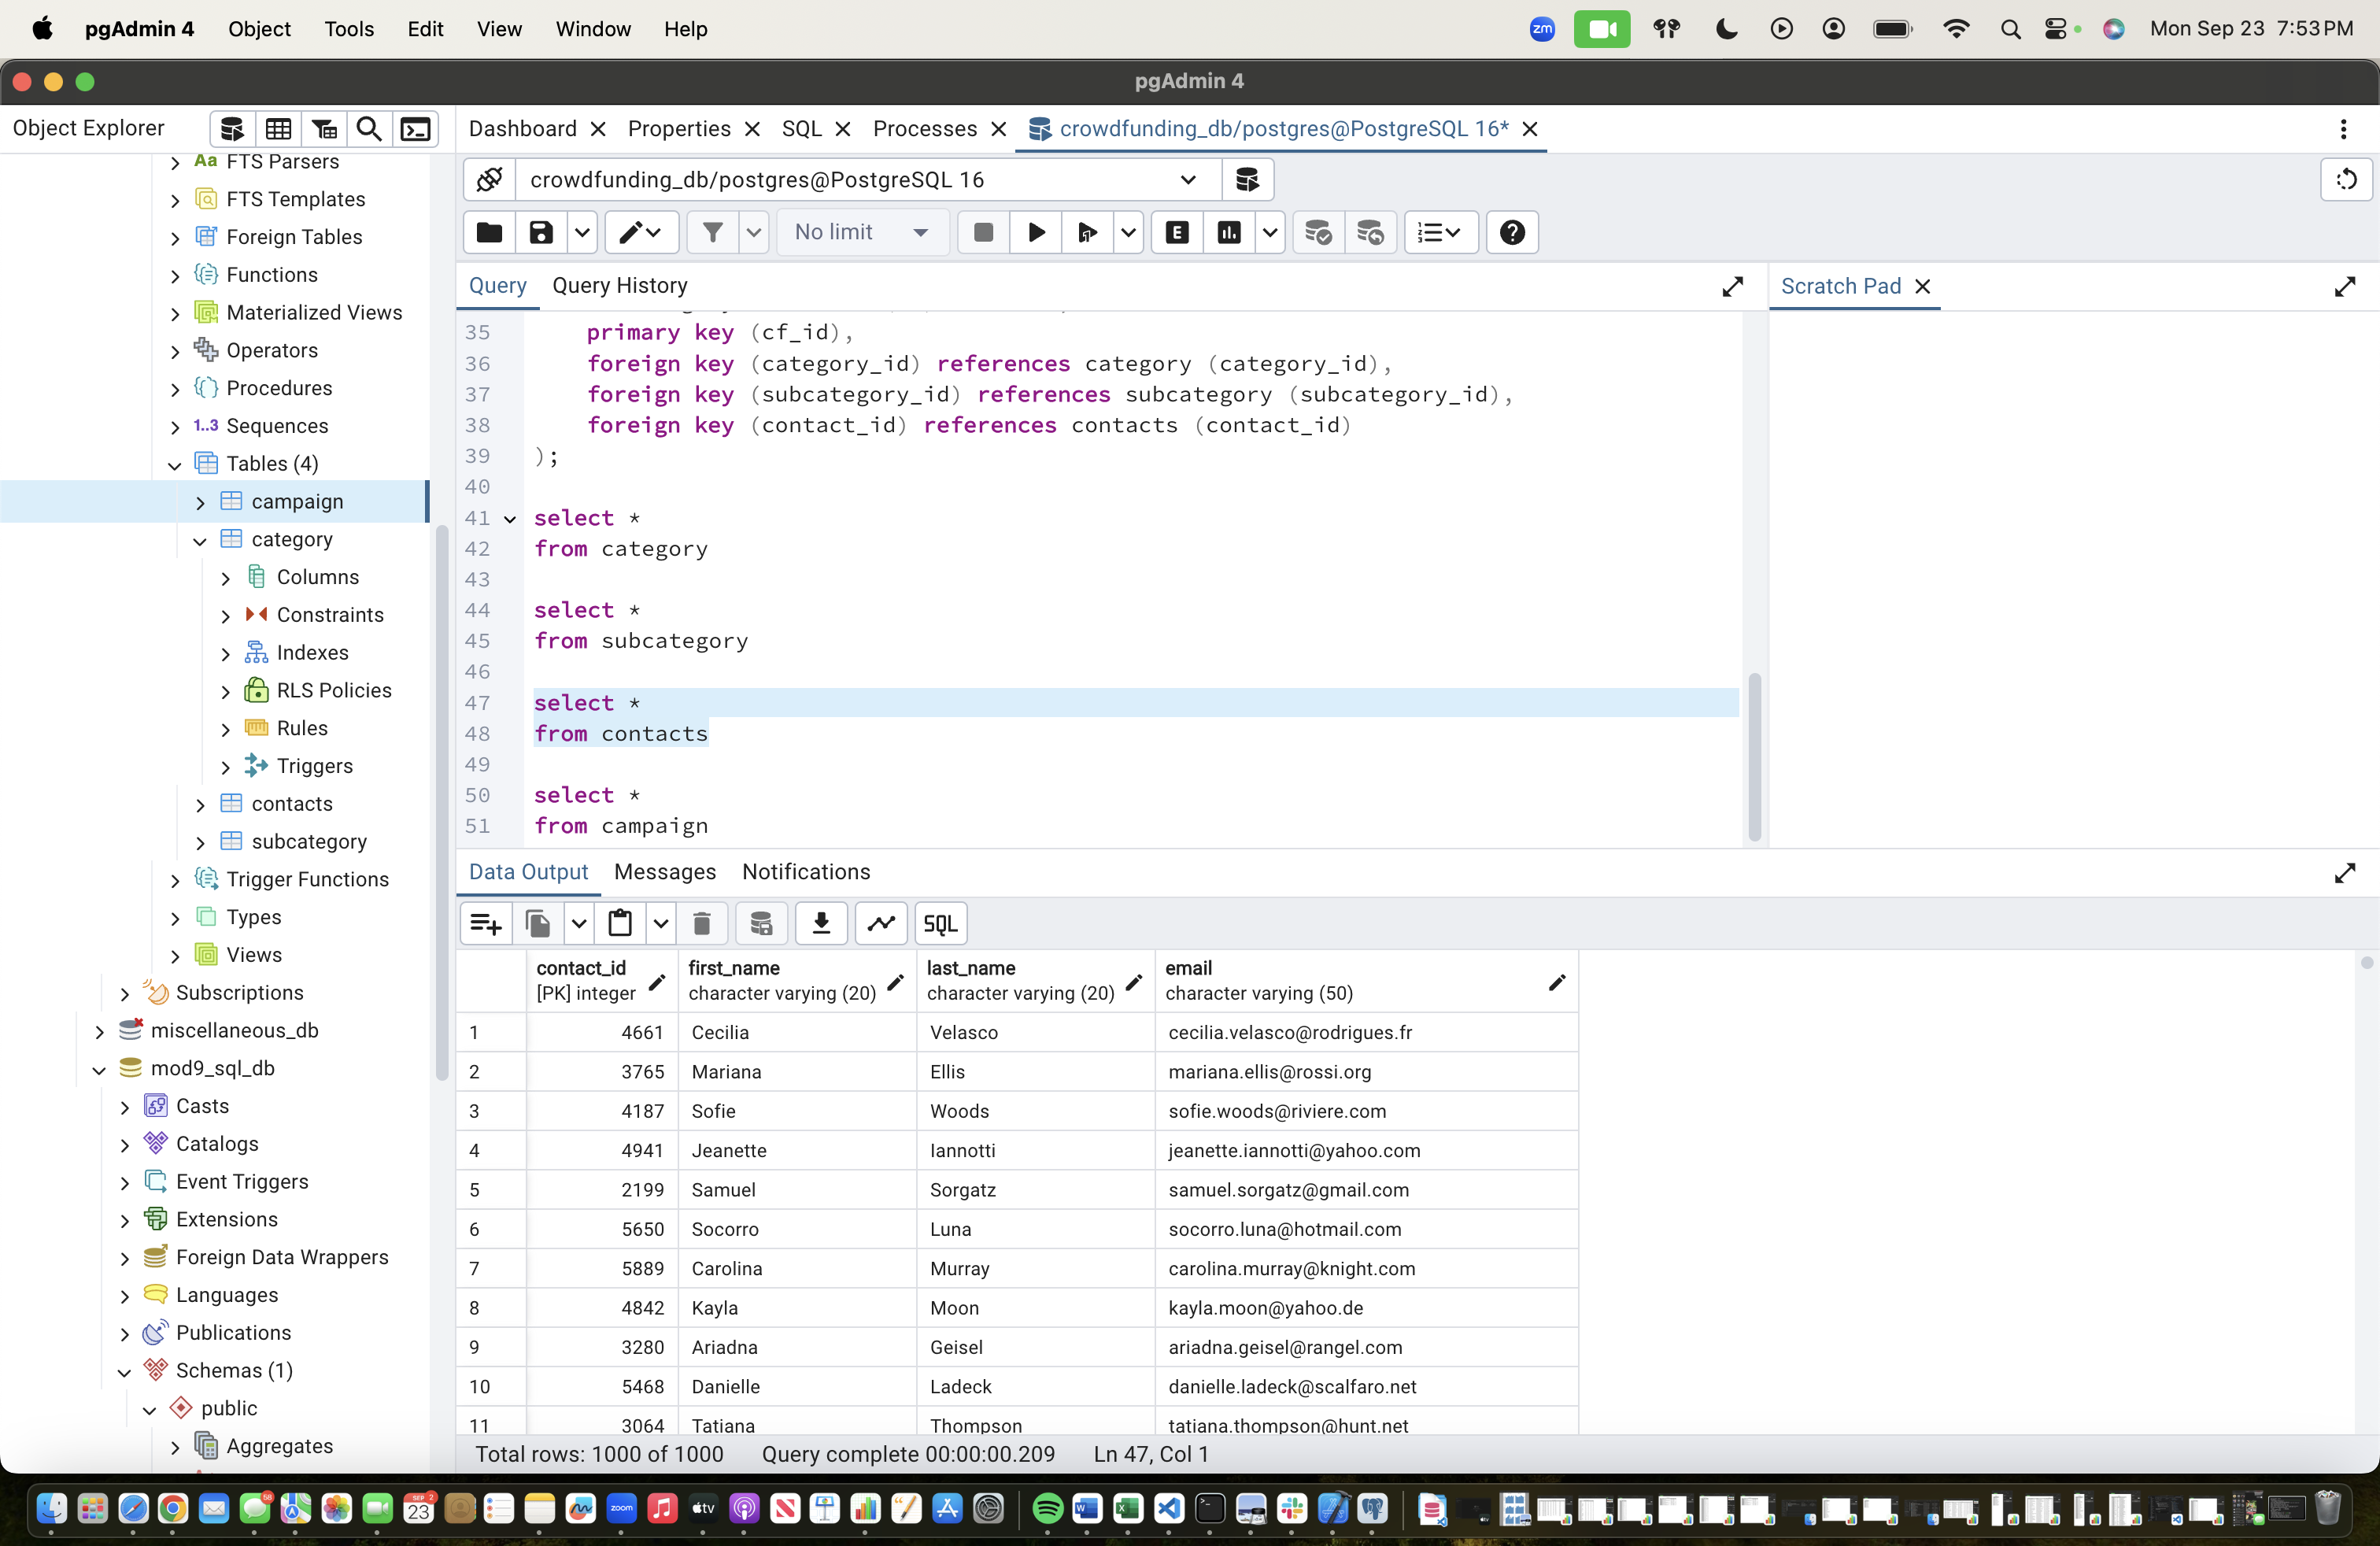 pgAdmin 4 Object Tools Edit View Window Help
zm
Mon Sep 23 7:53 PM
pgAdmin 4
Object Explorer
Dashboard Properties SQL Processes crowdfunding_db/postgres@PostgreSQL 16*
crowdfunding_db/postgres@PostgreSQL 16
No limit
E
Query Query History
Scratch Pad
Aa FTS Parsers
FTS Templates
Foreign Tables
Functions
Materialized Views
Operators
Procedures
1..3 Sequences
Tables (4)
campaign
category
Columns
Constraints
Indexes
RLS Policies
Rules
Triggers
contacts
subcategory
Trigger Functions
Types
Views
Subscriptions
miscellaneous_db
mod9_sql_db
Casts
Catalogs
Event Triggers
Extensions
Foreign Data Wrappers
Languages
Publications
Schemas (1)
public
Aggregates
35 primary key (cf_id),
36 foreign key (category_id) references category (category_id),
37 foreign key (subcategory_id) references subcategory (subcategory_id),
38 foreign key (contact_id) references contacts (contact_id)
39 );
40
41 select *
42 from category
43
44 select *
45 from subcategory
46
47 select *
48 from contacts
49
50 select *
51 from campaign
Data Output Messages Notifications
SQL
contact_id first_name last_name email
[PK] integer character varying (20) character varying (20) character varying (50)
1 4661 Cecilia Velasco cecilia.velasco@rodrigues.fr
2 3765 Mariana Ellis mariana.ellis@rossi.org
3 4187 Sofie Woods sofie.woods@riviere.com
4 4941 Jeanette Iannotti jeanette.iannotti@yahoo.com
5 2199 Samuel Sorgatz samuel.sorgatz@gmail.com
6 5650 Socorro Luna socorro.luna@hotmail.com
7 5889 Carolina Murray carolina.murray@knight.com
8 4842 Kayla Moon kayla.moon@yahoo.de
9 3280 Ariadna Geisel ariadna.geisel@rangel.com
10 5468 Danielle Ladeck danielle.ladeck@scalfaro.net
11 3064 Tatiana Thompson tatiana.thompson@hunt.net
Total rows: 1000 of 1000 Query complete 00:00:00.209 Ln 47, Col 1
58
SEP 2
23
zoom
tv